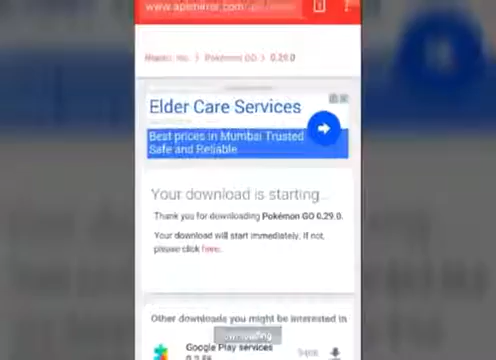 www.apkmirror.com/apk/
Niantic, Inc. > Pokémon GO > 0.29.0
Elder Care Services
Best prices in Mumbai Trusted
Safe and Reliable
Your download is starting...
Thank you for downloading Pokémon GO 0.29.0.
Your download will start immediately. If not,
please click here.
Other downloads you might be interested in
Downloading
Google Play services